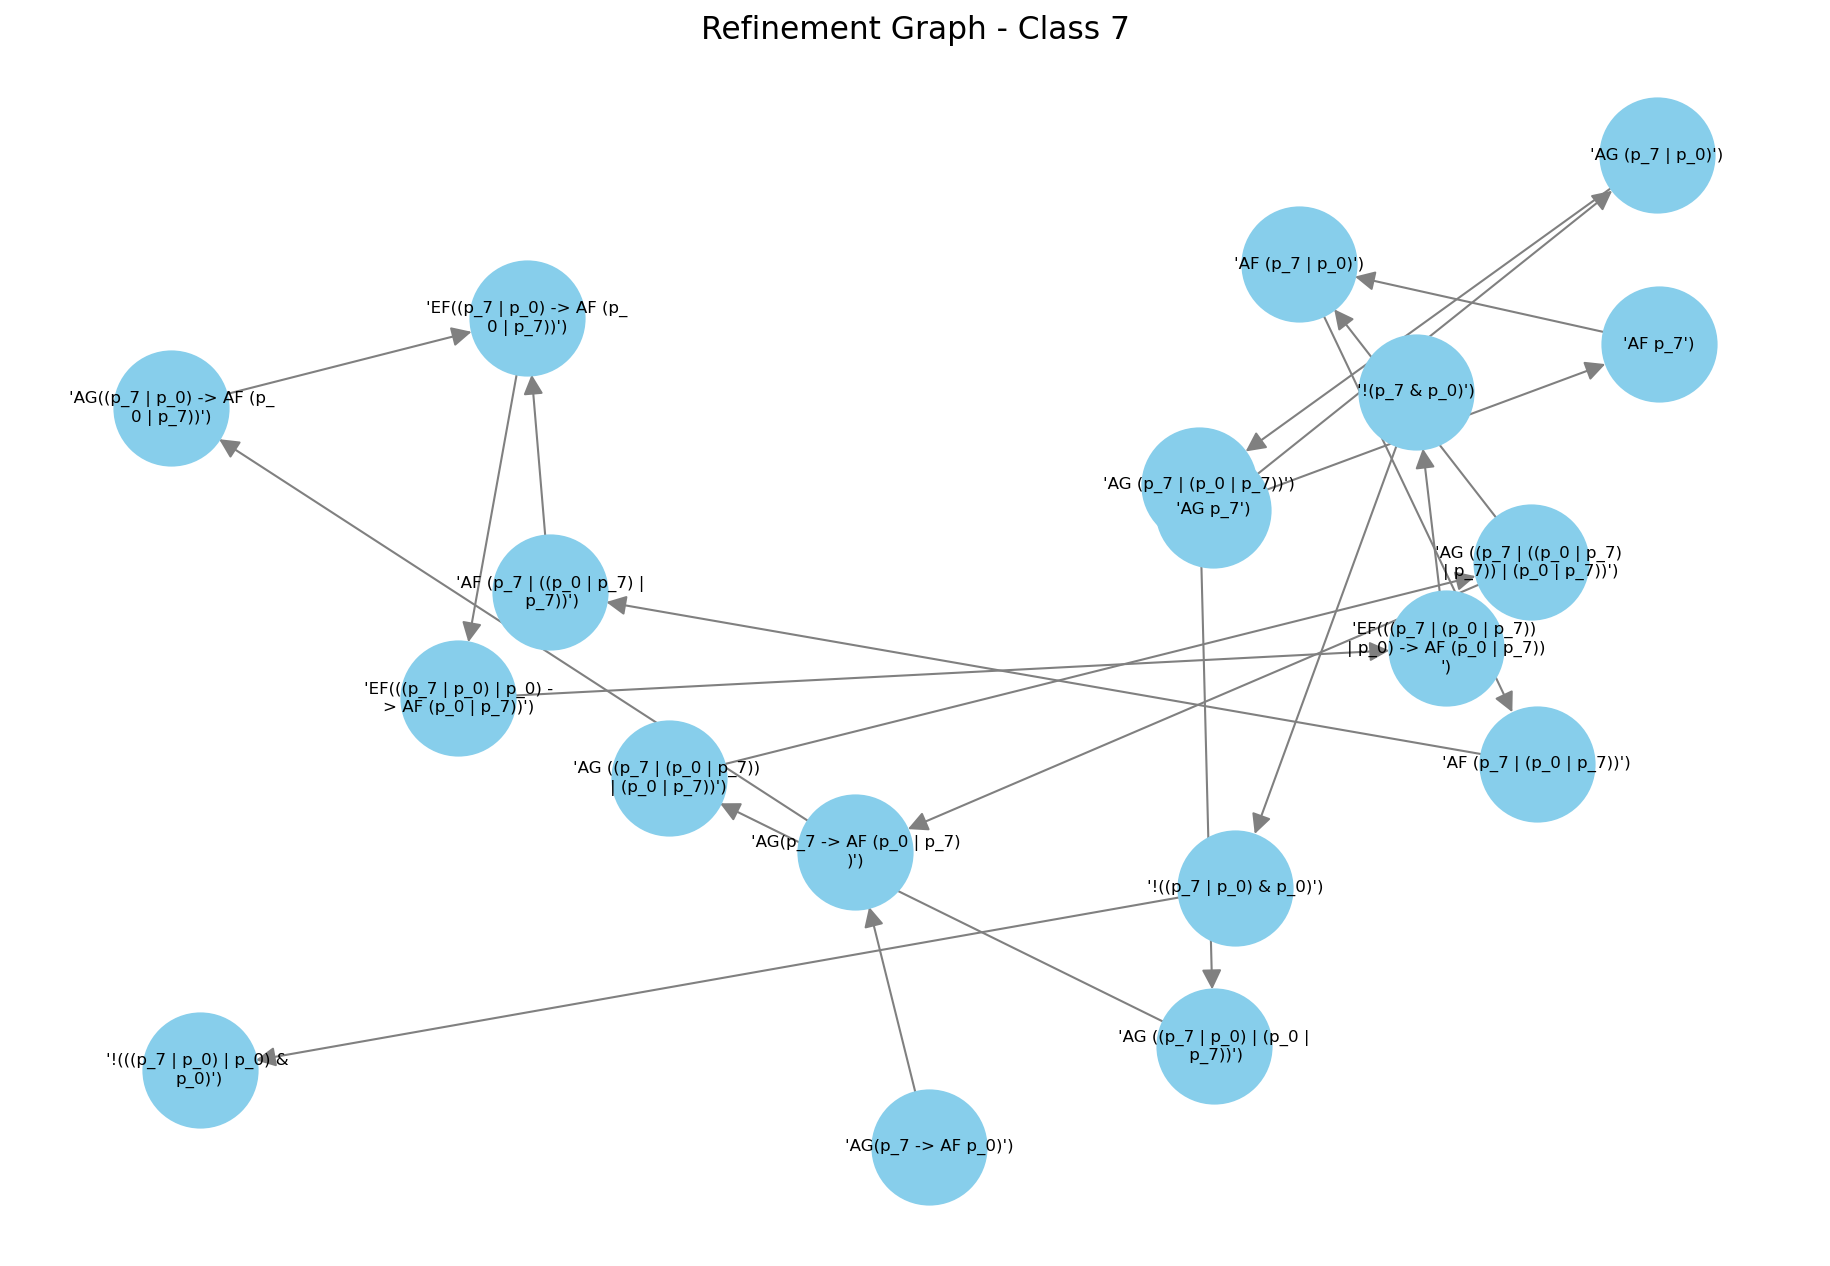 Refinement Graph - Class 7
'AG (p_7 | p_0)')
'AF (p_7 | p_0)')
'EF((p_7 | p_0) -> AF (p_
0 | p_7))')
'AF p_7')
'!(p_7 & p_0)')
'AG((p_7 | p_0) -> AF (p_
0 | p_7))')
'AG (p_7 | (p_0 | p_7))')
'AG p_7')
'AG ((p_7 | ((p_0 | p_7)
| p_7)) | (p_0 | p_7))')
'AF (p_7 | ((p_0 | p_7) |
p_7))')
'EF(((p_7 | (p_0 | p_7))
| p_0) -> AF (p_0 | p_7))
')
'EF(((p_7 | p_0) | p_0) -
> AF (p_0 | p_7))')
'AF (p_7 | (p_0 | p_7))')
'AG ((p_7 | (p_0 | p_7))
| (p_0 | p_7))')
'AG(p_7 -> AF (p_0 | p_7)
)')
'!((p_7 | p_0) & p_0)')
'AG ((p_7 | p_0) | (p_0 |
p_7))')
'!(((p_7 | p_0) | p_0) &
p_0)')
'AG(p_7 -> AF p_0)')